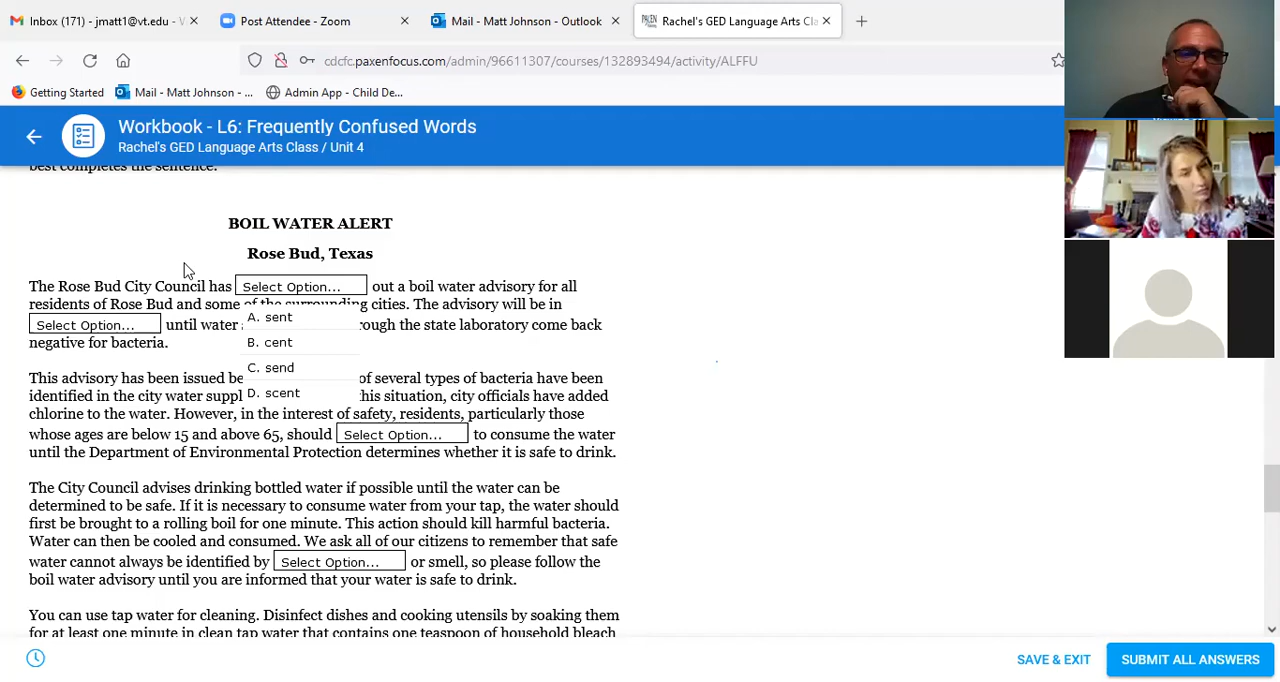 Inbox (171) - jmatt1@vt.edu - V
Post Attendee - Zoom
Mail - Matt Johnson - Outlook
Rachel's GED Language Arts Cla
cdcfc.paxenfocus.com/admin/96611307/courses/132893494/activity/ALFFU
Getting Started
Mail - Matt Johnson - ...
Admin App - Child De...
Workbook - L6: Frequently Confused Words
Rachel's GED Language Arts Class / Unit 4
best completes the sentence.
BOIL WATER ALERT
Rose Bud, Texas
The Rose Bud City Council has Select Option... out a boil water advisory for all
residents of Rose Bud and some of the surrounding cities. The advisory will be in
A. sent
Select Option... until water rough the state laboratory come back
B. cent
negative for bacteria.
C. send
This advisory has been issued be of several types of bacteria have been
D. scent
identified in the city water suppl this situation, city officials have added
chlorine to the water. However, in the interest of safety, residents, particularly those
whose ages are below 15 and above 65, should Select Option... to consume the water
until the Department of Environmental Protection determines whether it is safe to drink.
The City Council advises drinking bottled water if possible until the water can be
determined to be safe. If it is necessary to consume water from your tap, the water should
first be brought to a rolling boil for one minute. This action should kill harmful bacteria.
Water can then be cooled and consumed. We ask all of our citizens to remember that safe
water cannot always be identified by Select Option... or smell, so please follow the
boil water advisory until you are informed that your water is safe to drink.
You can use tap water for cleaning. Disinfect dishes and cooking utensils by soaking them
for at least one minute in clean tap water that contains one teaspoon of household bleach
SAVE & EXIT
SUBMIT ALL ANSWERS